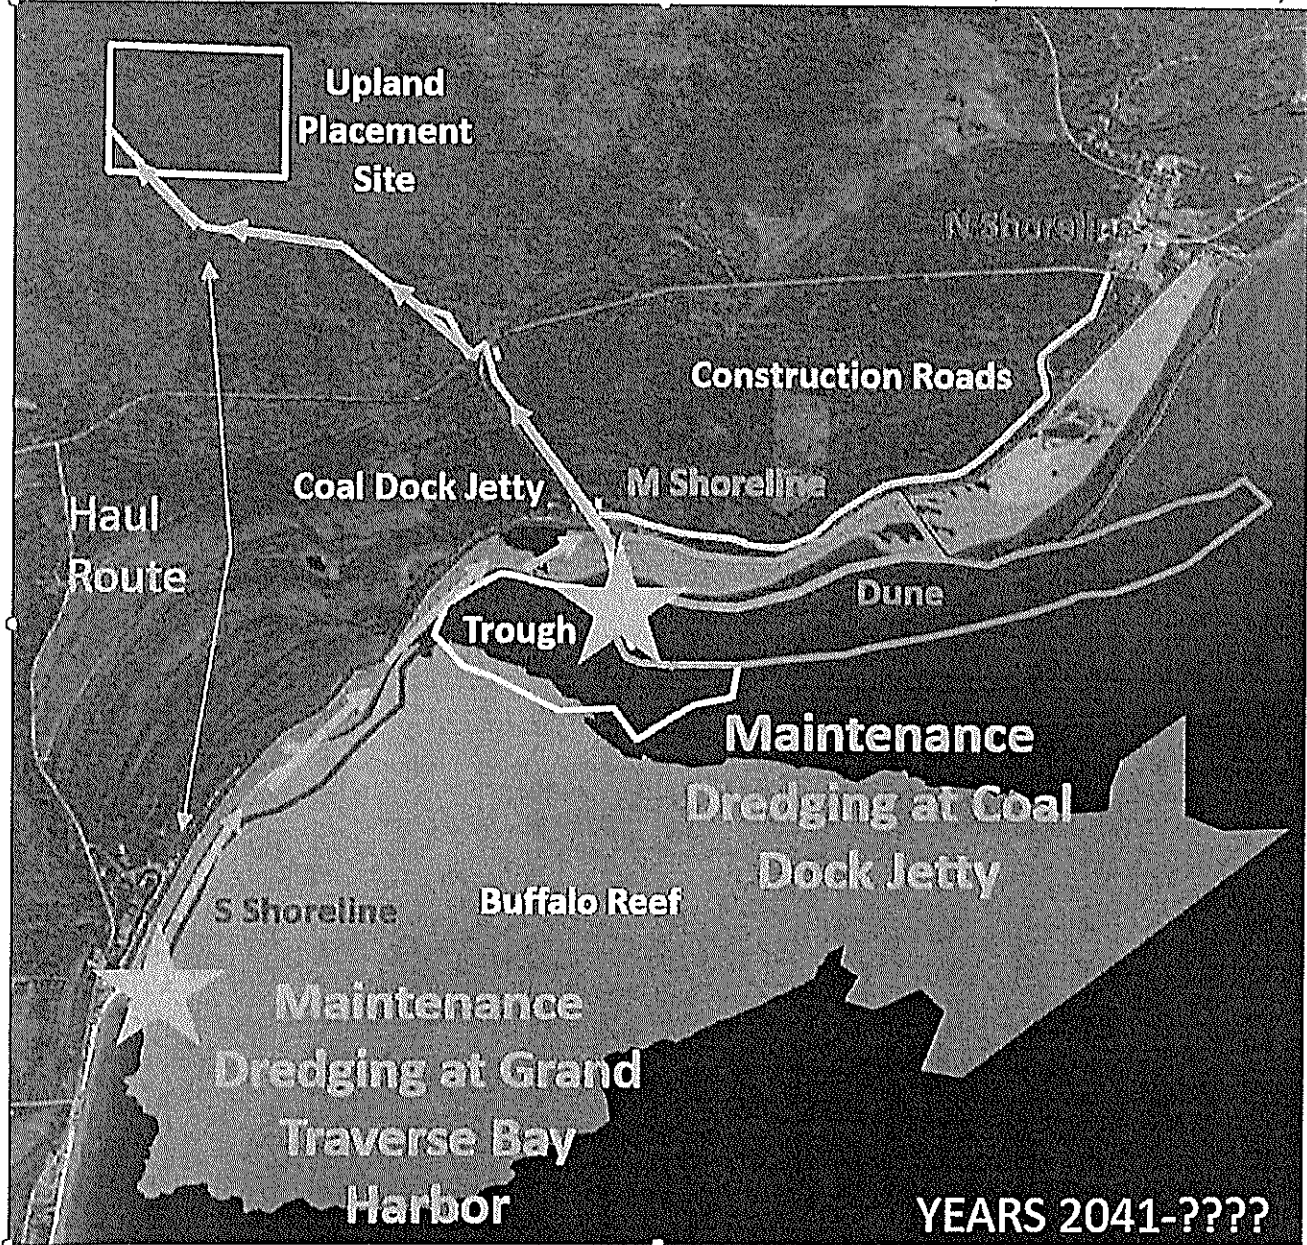 Upland
Placement
Site
N Shoreline
Construction Roads
Coal Dock Jetty
M Shoreline
Haul
Route
Dune
Trough
Maintenance
Dredging at Coal
Dock Jetty
S Shoreline
Buffalo Reef
Maintenance
Dredging at Grand
Traverse Bay
Harbor
YEARS 2041-????